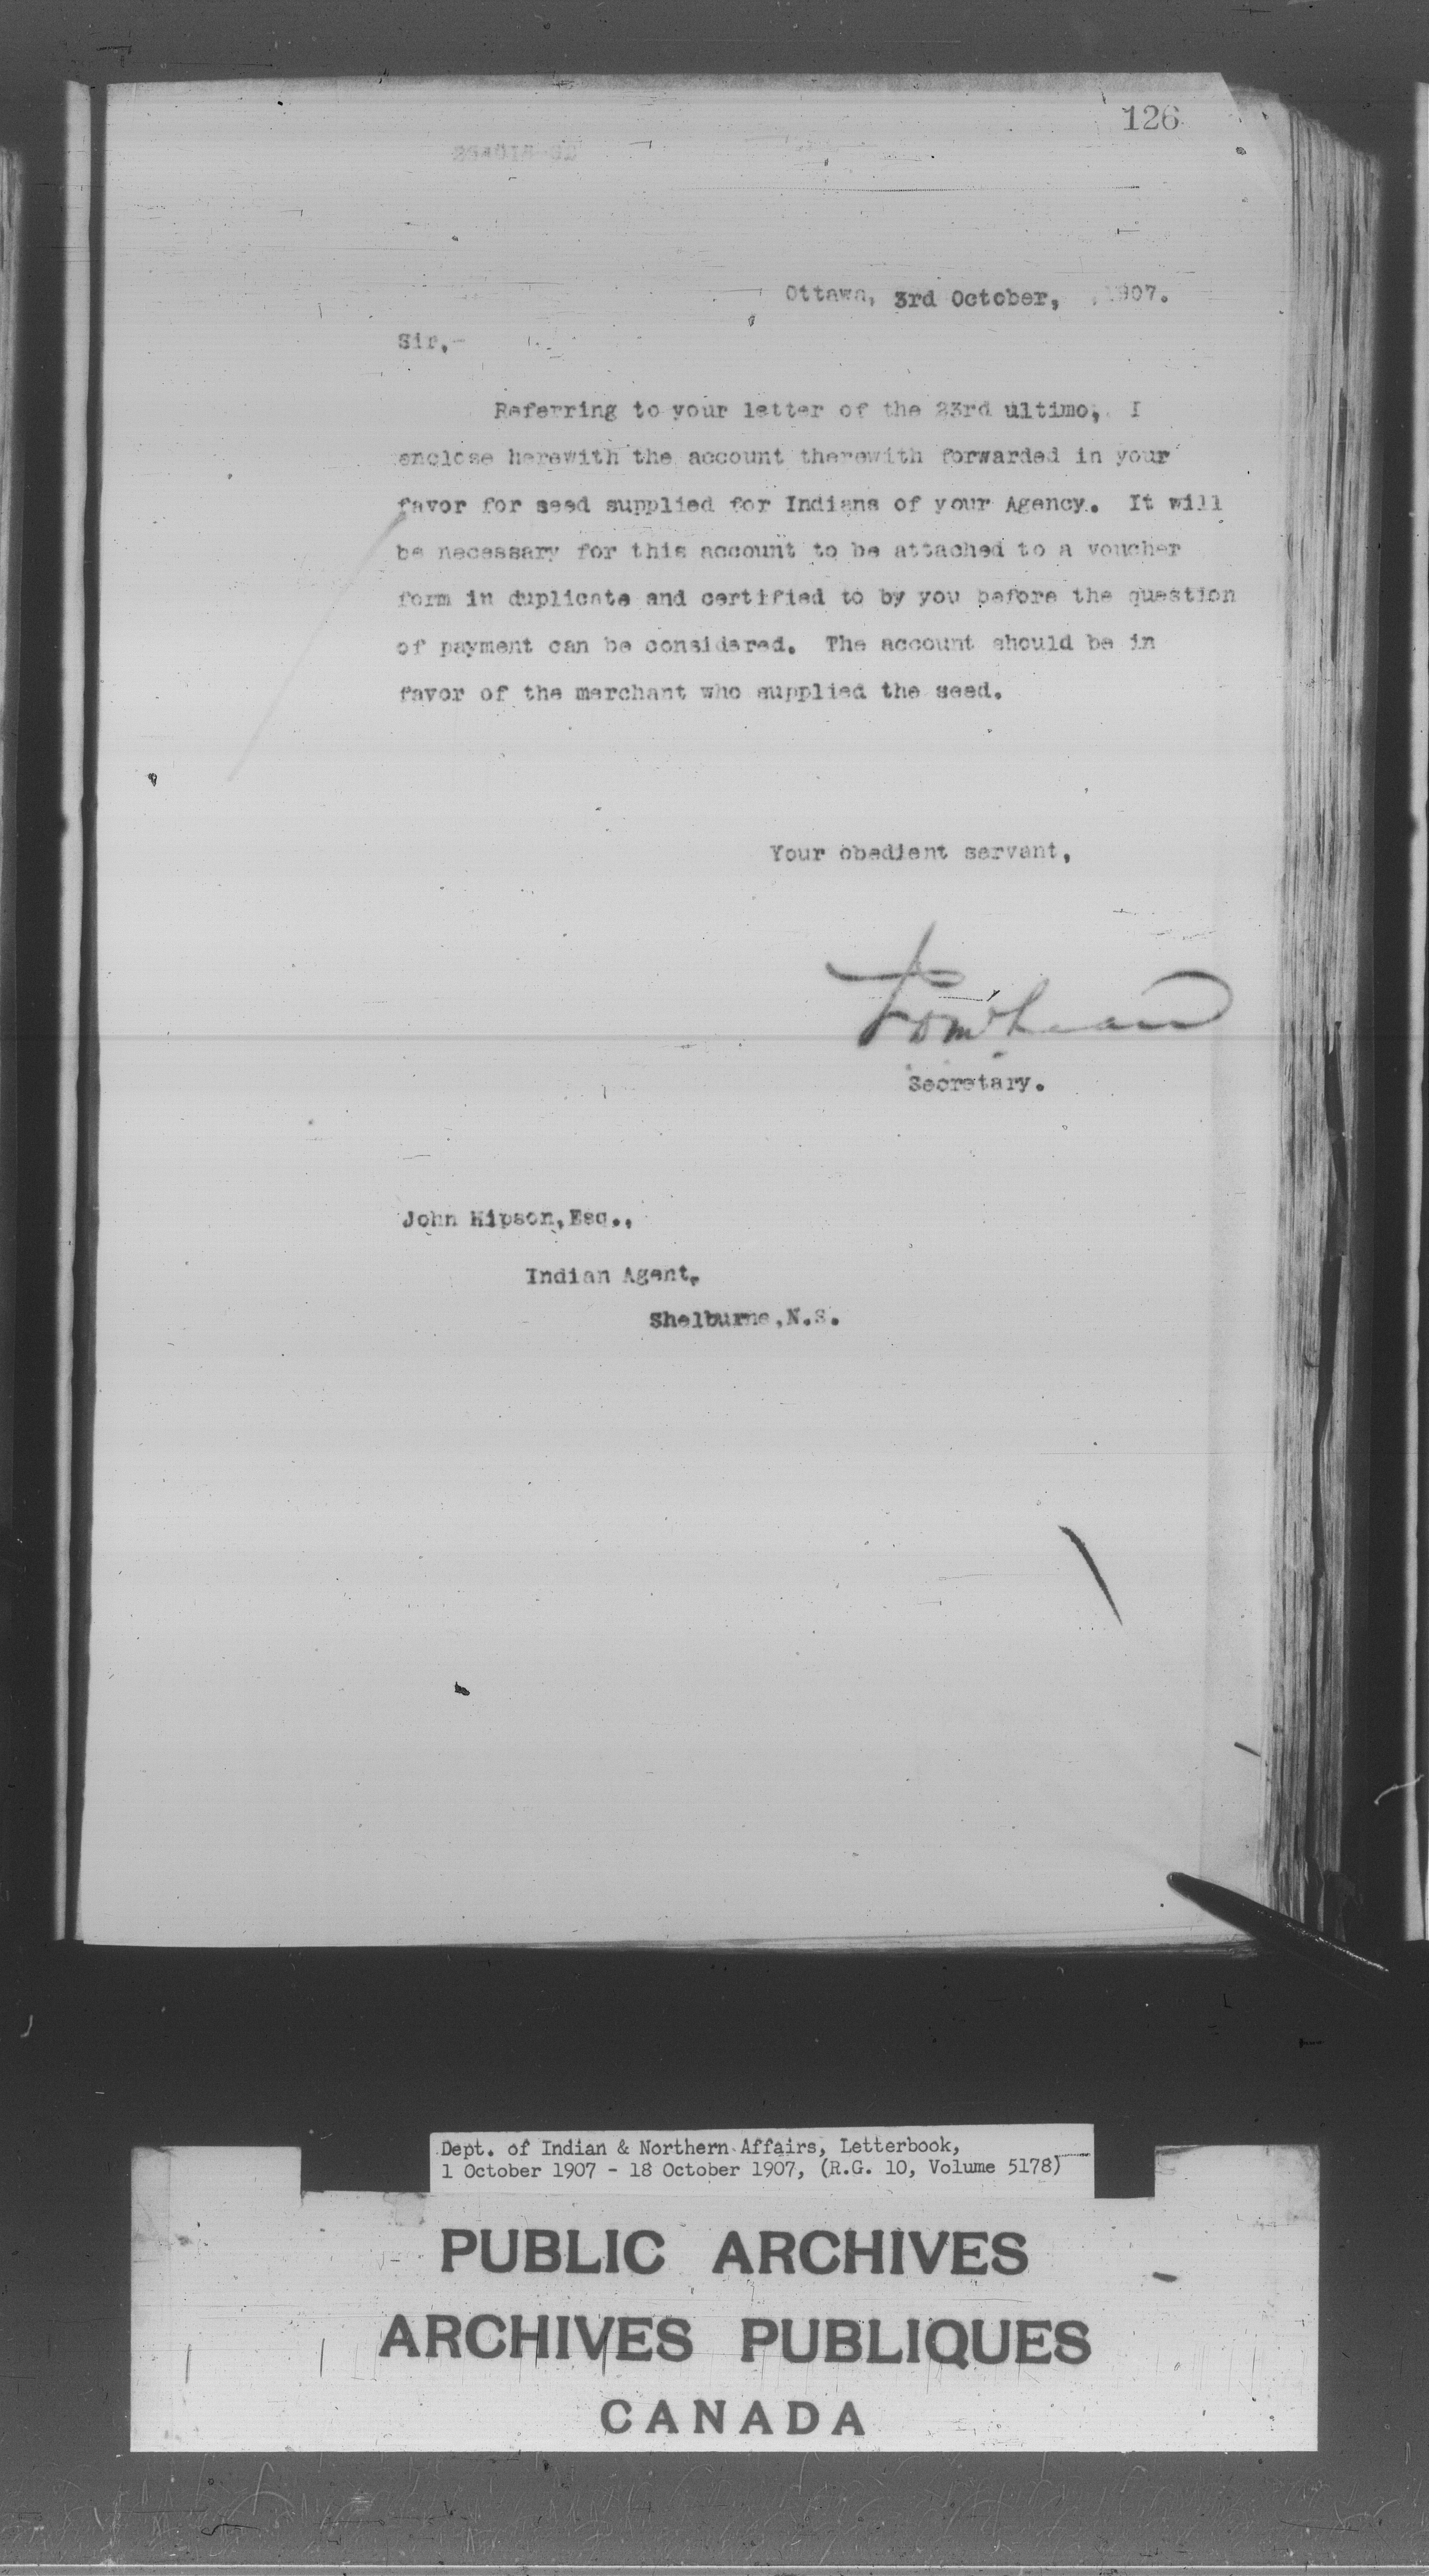 126
Ottawa, 3rd October, , 1907.
Sir,-
Referring to your letter of the 23rd ultimo, I
enclose herewith the account therewith forwarded in your
favor for seed supplied for Indians of your Agency. It will
be necessary for this account to be attached to a voucher
form in duplicate and certified to by you before the question
of payment can be considered. The account should be in
favor of the merchant who supplied the seed.
Your obedient servant,
Secretary.
John Hipson, Esq.,
Indian Agent,
Shelburne, N.S.
Dept. of Indian & Northern Affairs, Letterbook,
1 October 1907 - 18 October 1907, (R.G. 10, Volume 5178)
PUBLIC ARCHIVES
ARCHIVES PUBLIQUES
CANADA